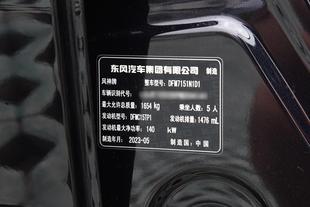 东风汽车集团有限公司 制造
风神牌 整车型号: DFM7151N1D1
车辆识别代号:
最大允许总质量: 1654 kg 乘坐人数: 5 人
发动机型号: DFMC15TP1 发动机排量: 1476 mL
发动机最大净功率: 140 kW
制造年月: 2023-05 制造国: 中国